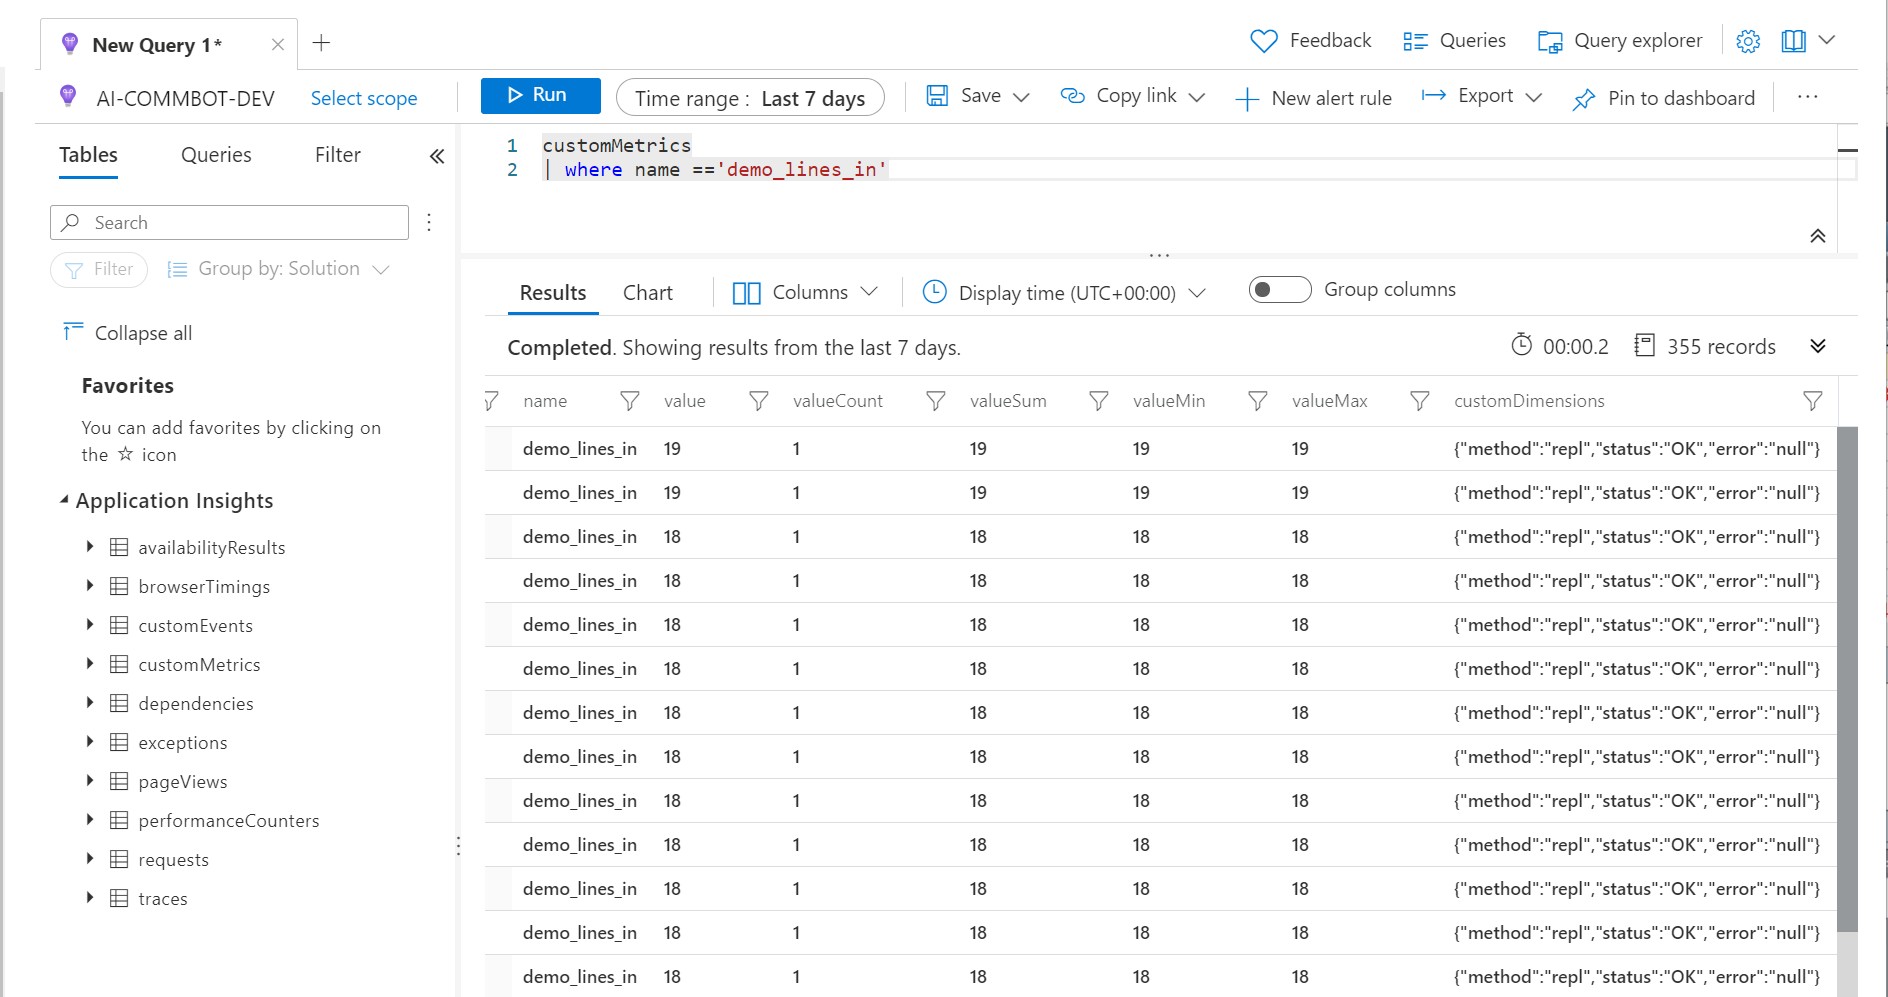 New Query 1*
Feedback Queries Query explorer
AI-COMMBOT-DEV Select scope Run Time range : Last 7 days Save Copy link New alert rule Export Pin to dashboard
Tables Queries Filter
1 customMetrics
2 | where name =='demo_lines_in'
Search
Filter Group by: Solution
Results Chart Columns Display time (UTC+00:00) Group columns
Collapse all
Completed. Showing results from the last 7 days. 00:00.2 355 records
Favorites
You can add favorites by clicking on
the ☆ icon
Application Insights
availabilityResults
browserTimings
customEvents
customMetrics
dependencies
exceptions
pageViews
performanceCounters
requests
traces
name value valueCount valueSum valueMin valueMax customDimensions
demo_lines_in 19 1 19 19 19 {"method":"repl","status":"OK","error":"null"}
demo_lines_in 19 1 19 19 19 {"method":"repl","status":"OK","error":"null"}
demo_lines_in 18 1 18 18 18 {"method":"repl","status":"OK","error":"null"}
demo_lines_in 18 1 18 18 18 {"method":"repl","status":"OK","error":"null"}
demo_lines_in 18 1 18 18 18 {"method":"repl","status":"OK","error":"null"}
demo_lines_in 18 1 18 18 18 {"method":"repl","status":"OK","error":"null"}
demo_lines_in 18 1 18 18 18 {"method":"repl","status":"OK","error":"null"}
demo_lines_in 18 1 18 18 18 {"method":"repl","status":"OK","error":"null"}
demo_lines_in 18 1 18 18 18 {"method":"repl","status":"OK","error":"null"}
demo_lines_in 18 1 18 18 18 {"method":"repl","status":"OK","error":"null"}
demo_lines_in 18 1 18 18 18 {"method":"repl","status":"OK","error":"null"}
demo_lines_in 18 1 18 18 18 {"method":"repl","status":"OK","error":"null"}
demo_lines_in 18 1 18 18 18 {"method":"repl","status":"OK","error":"null"}